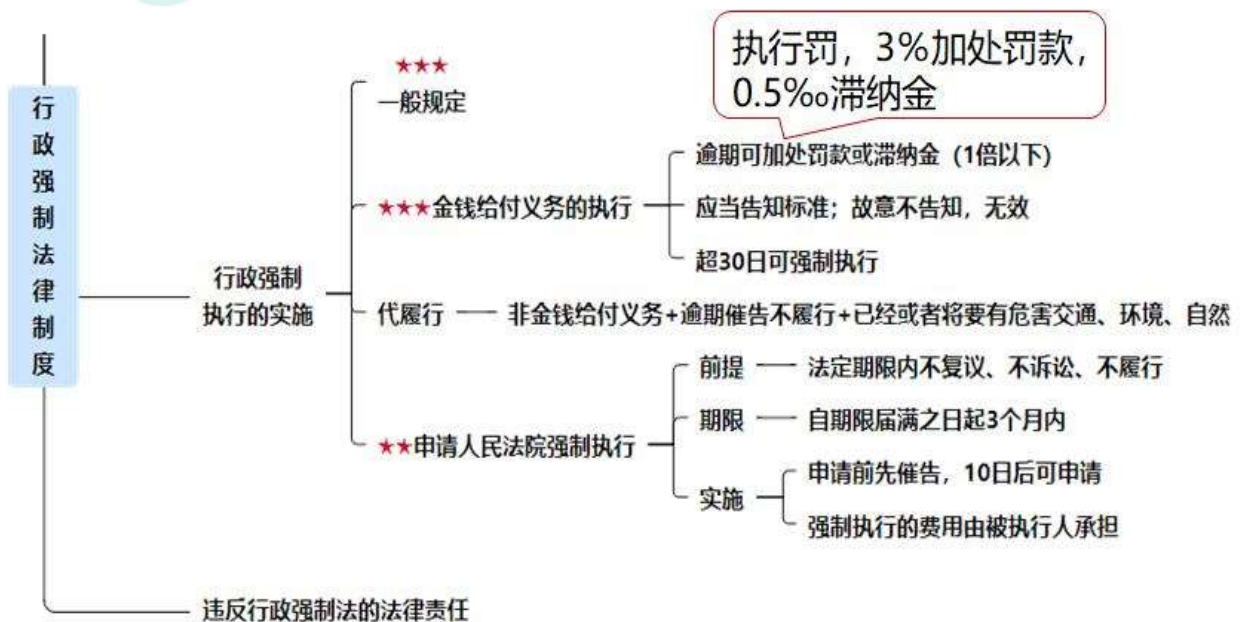 执行罚，3%加处罚款，
0.5‰滞纳金
行政强制法律制度
行政强制
执行的实施
★★★
一般规定
★★★金钱给付义务的执行
逾期可加处罚款或滞纳金（1倍以下）
应当告知标准；故意不告知，无效
超30日可强制执行
代履行
非金钱给付义务+逾期催告不履行+已经或者将要有危害交通、环境、自然
★★申请人民法院强制执行
前提
法定期限内不复议、不诉讼、不履行
期限
自期限届满之日起3个月内
实施
申请前先催告，10日后可申请
强制执行的费用由被执行人承担
违反行政强制法的法律责任